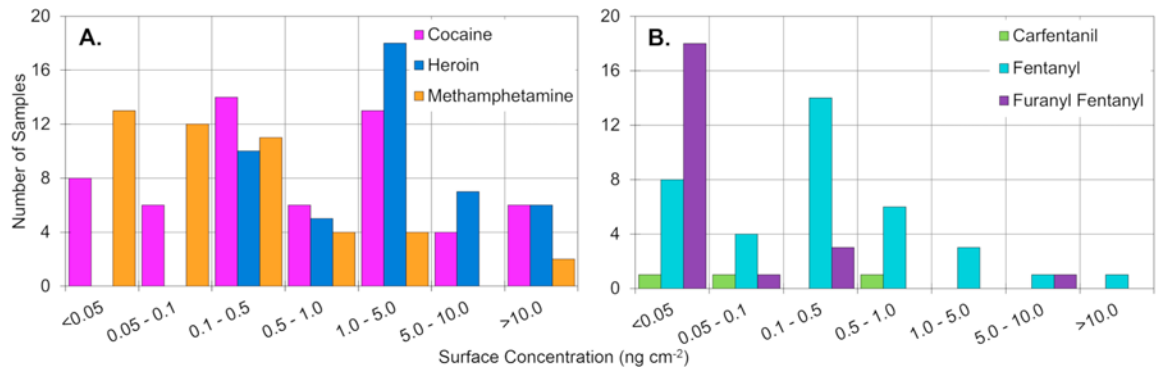 20
16
12
8
4
0
Number of Samples
A.
Cocaine
Heroin
Methamphetamine
<0.05
0.05 - 0.1
0.1 - 0.5
0.5 - 1.0
1.0 - 5.0
5.0 - 10.0
>10.0
20
16
12
8
4
0
B.
Carfentanil
Fentanyl
Furanyl Fentanyl
<0.05
0.05 - 0.1
0.1 - 0.5
0.5 - 1.0
1.0 - 5.0
5.0 - 10.0
>10.0
Surface Concentration (ng cm⁻²)